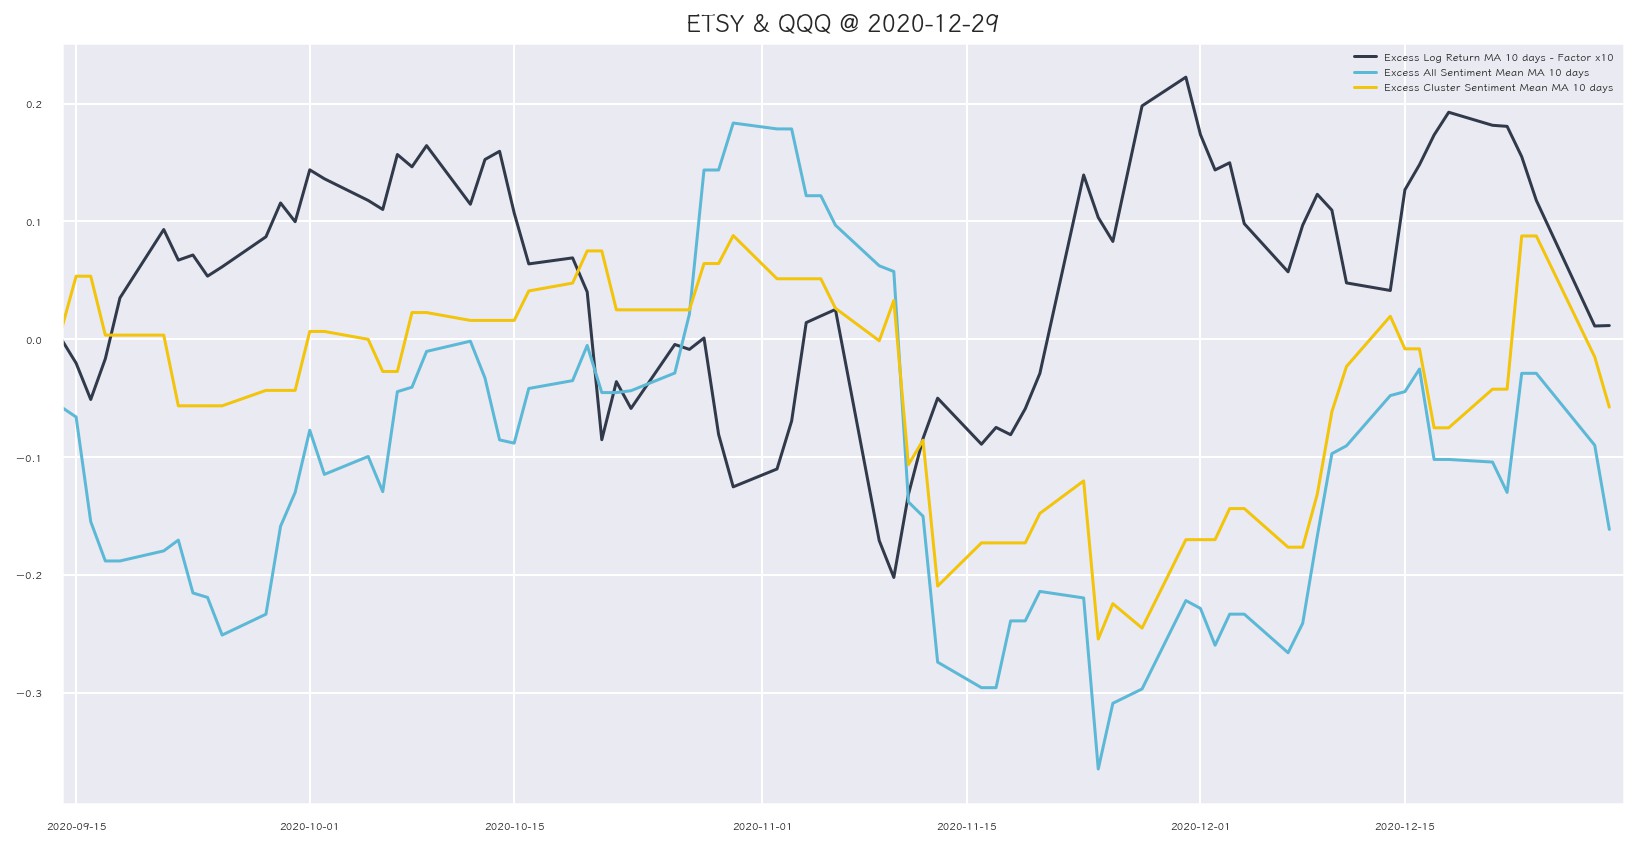 ETSY & QQQ @ 2020-12-29
Excess Log Return MA 10 days - Factor x10
Excess All Sentiment Mean MA 10 days
Excess Cluster Sentiment Mean MA 10 days
0.2
0.1
0.0
−0.1
−0.2
−0.3
2020-09-15 2020-10-01 2020-10-15 2020-11-01 2020-11-15 2020-12-01 2020-12-15